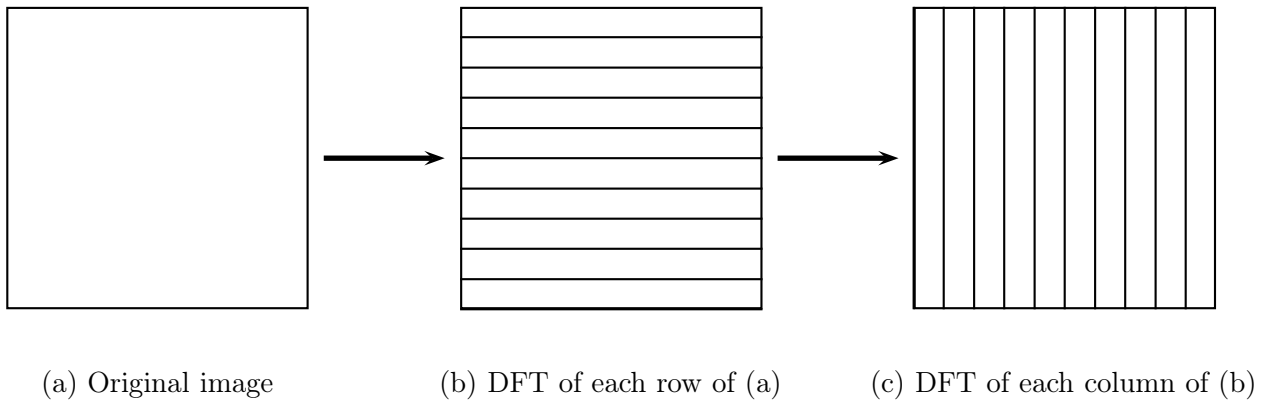 (a) Original image
(b) DFT of each row of (a)
(c) DFT of each column of (b)